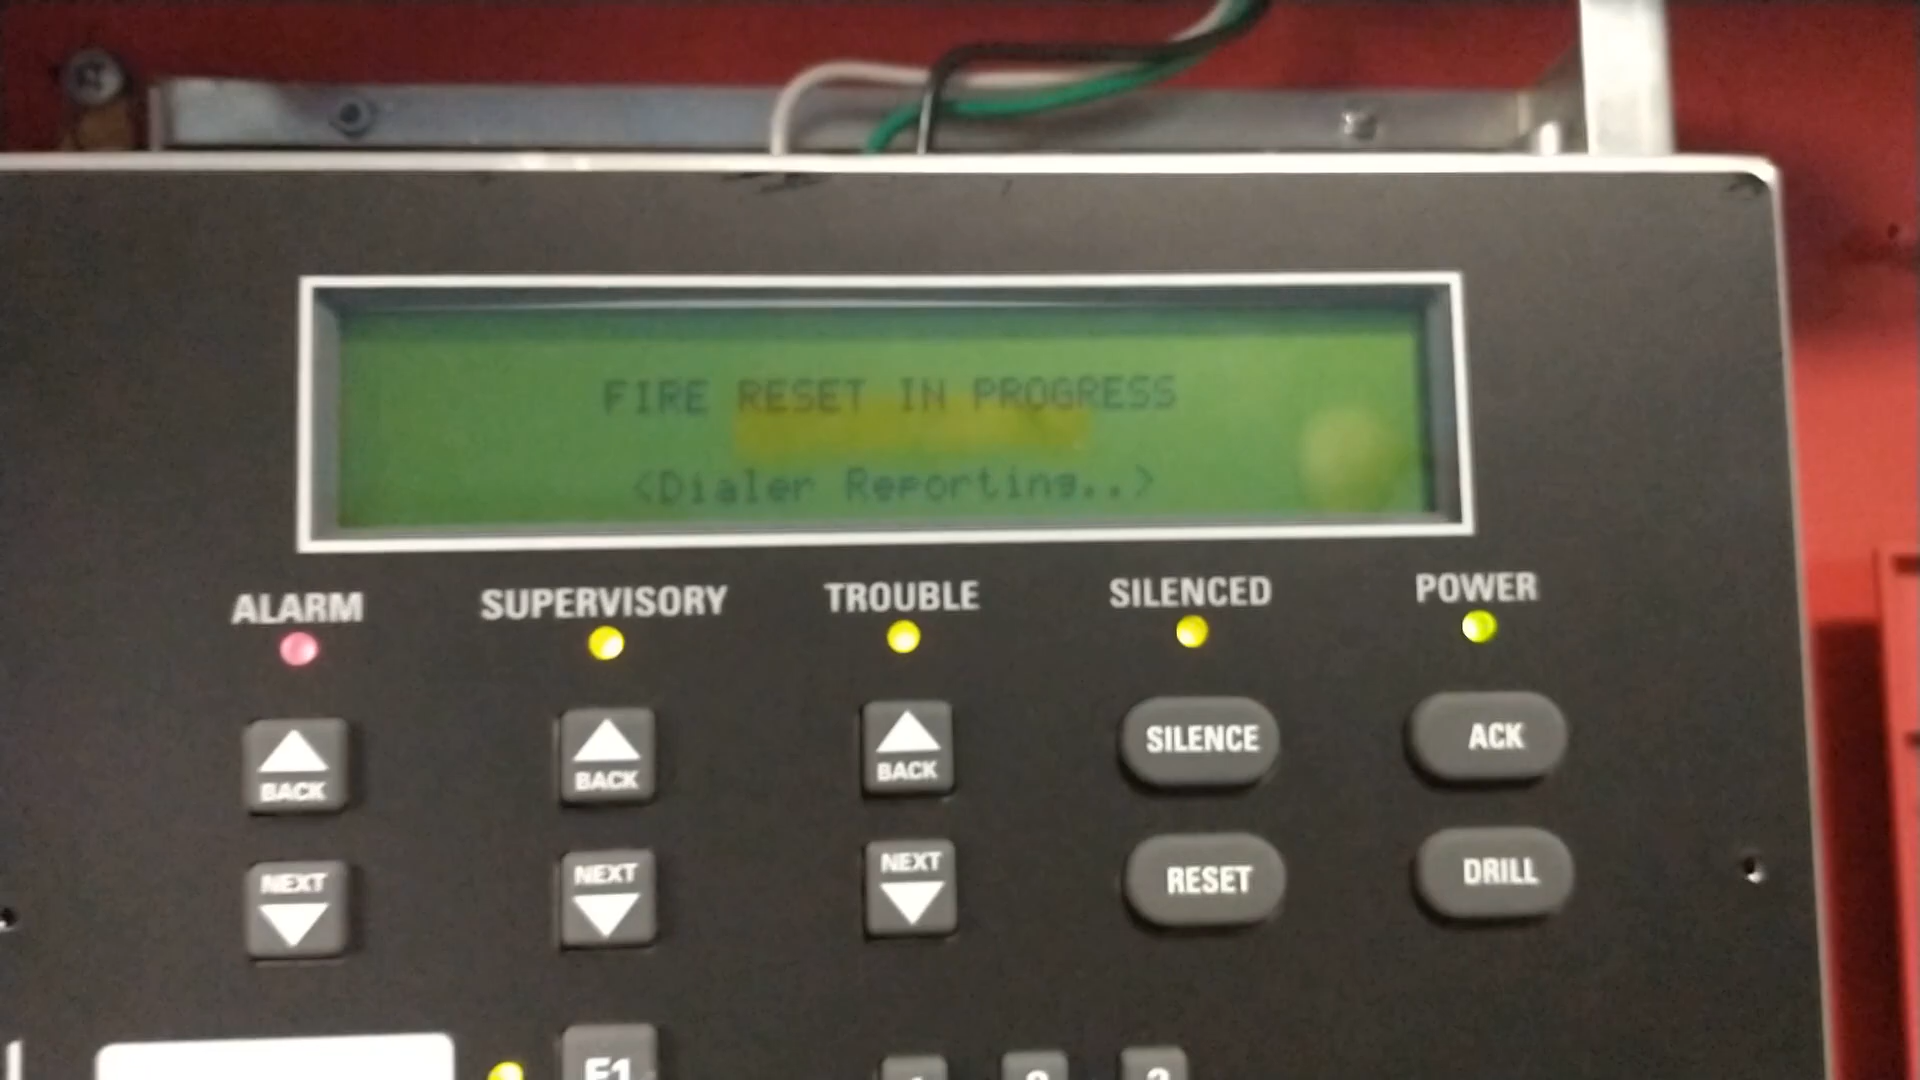 FIRE RESET IN PROGRESS
<Dialer Reporting..>
ALARM SUPERVISORY TROUBLE SILENCED POWER
BACK BACK BACK SILENCE ACK
NEXT NEXT NEXT RESET DRILL
F1